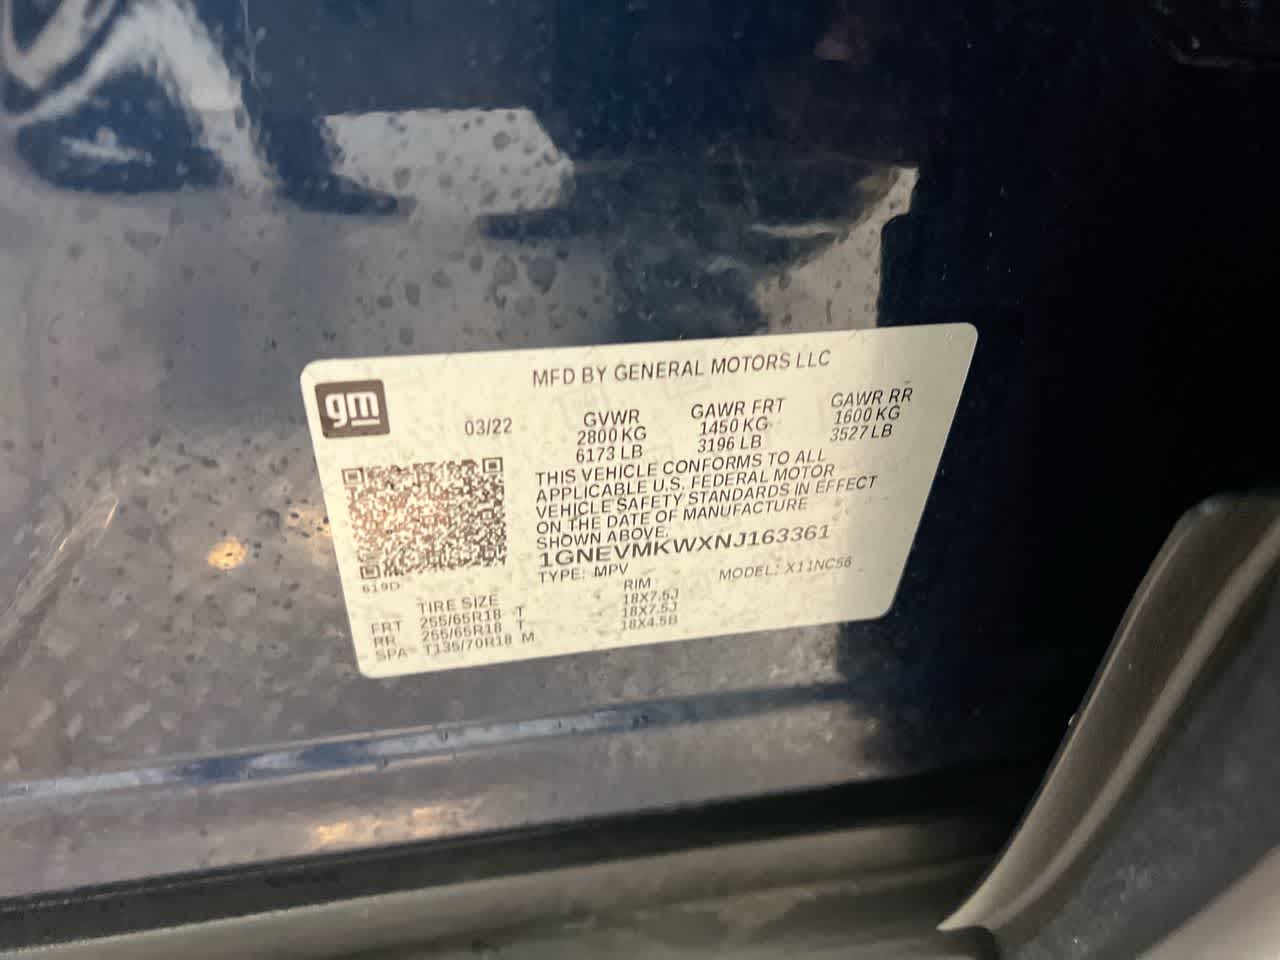 MFD BY GENERAL MOTORS LLC
gm
03/22
GVWR GAWR FRT GAWR RR
2800 KG 1450 KG 1600 KG
6173 LB 3196 LB 3527 LB
THIS VEHICLE CONFORMS TO ALL
APPLICABLE U.S. FEDERAL MOTOR
VEHICLE SAFETY STANDARDS IN EFFECT
ON THE DATE OF MANUFACTURE
SHOWN ABOVE.
1GNEVMKWXNJ163361
TYPE: MPV MODEL: X11NC56
619D
TIRE SIZE RIM
FRT 255/65R18 T 18X7.5J
RR 255/65R18 T 18X7.5J
SPA T135/70R18 M 18X4.5B